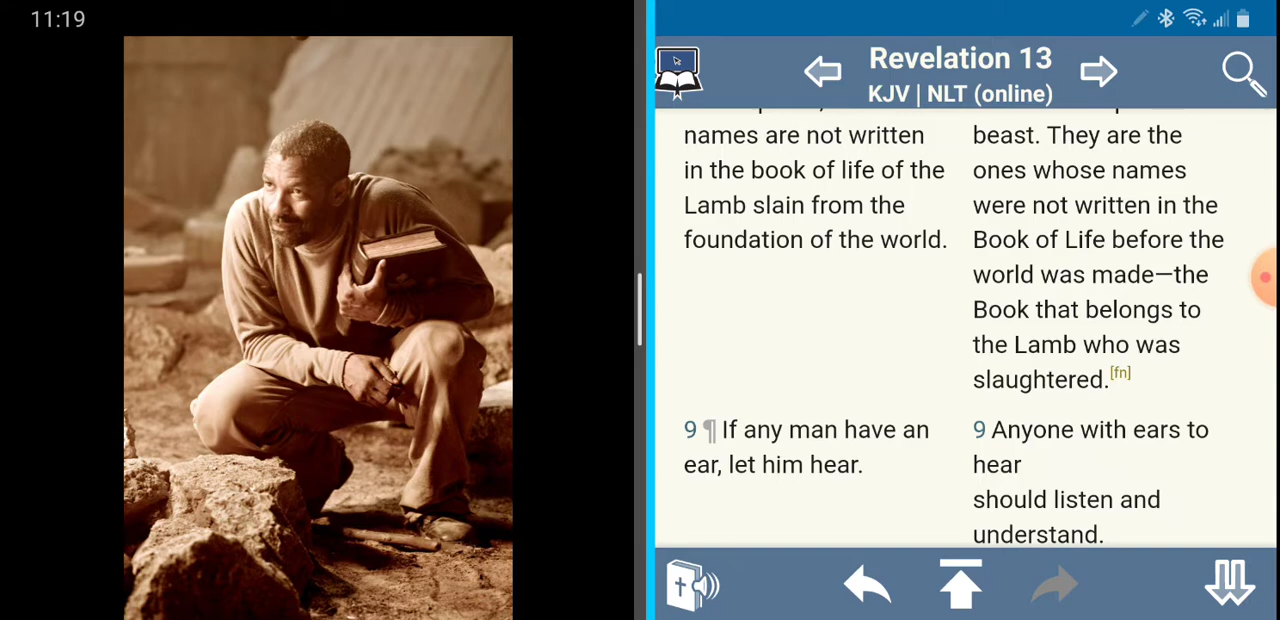 11:19
Revelation 13
KJV | NLT (online)
names are not written
in the book of life of the
Lamb slain from the
foundation of the world.
9 ¶ If any man have an
ear, let him hear.
beast. They are the
ones whose names
were not written in the
Book of Life before the
world was made—the
Book that belongs to
the Lamb who was
slaughtered.[fn]
9 Anyone with ears to
hear
should listen and
understand.